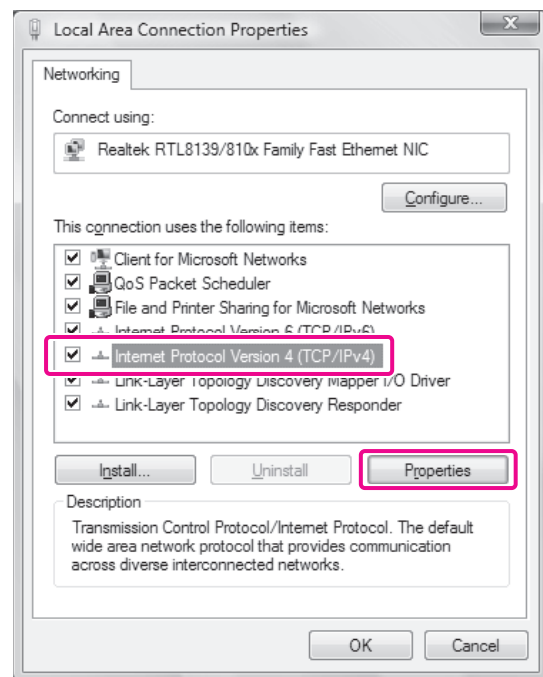 Local Area Connection Properties
Networking
Connect using:
Realtek RTL8139/810x Family Fast Ethernet NIC
Configure...
This connection uses the following items:
Client for Microsoft Networks
QoS Packet Scheduler
File and Printer Sharing for Microsoft Networks
Internet Protocol Version 6 (TCP/IPv6)
Internet Protocol Version 4 (TCP/IPv4)
Link-Layer Topology Discovery Mapper I/O Driver
Link-Layer Topology Discovery Responder
Install...
Uninstall
Properties
Description
Transmission Control Protocol/Internet Protocol. The default
wide area network protocol that provides communication
across diverse interconnected networks.
OK
Cancel